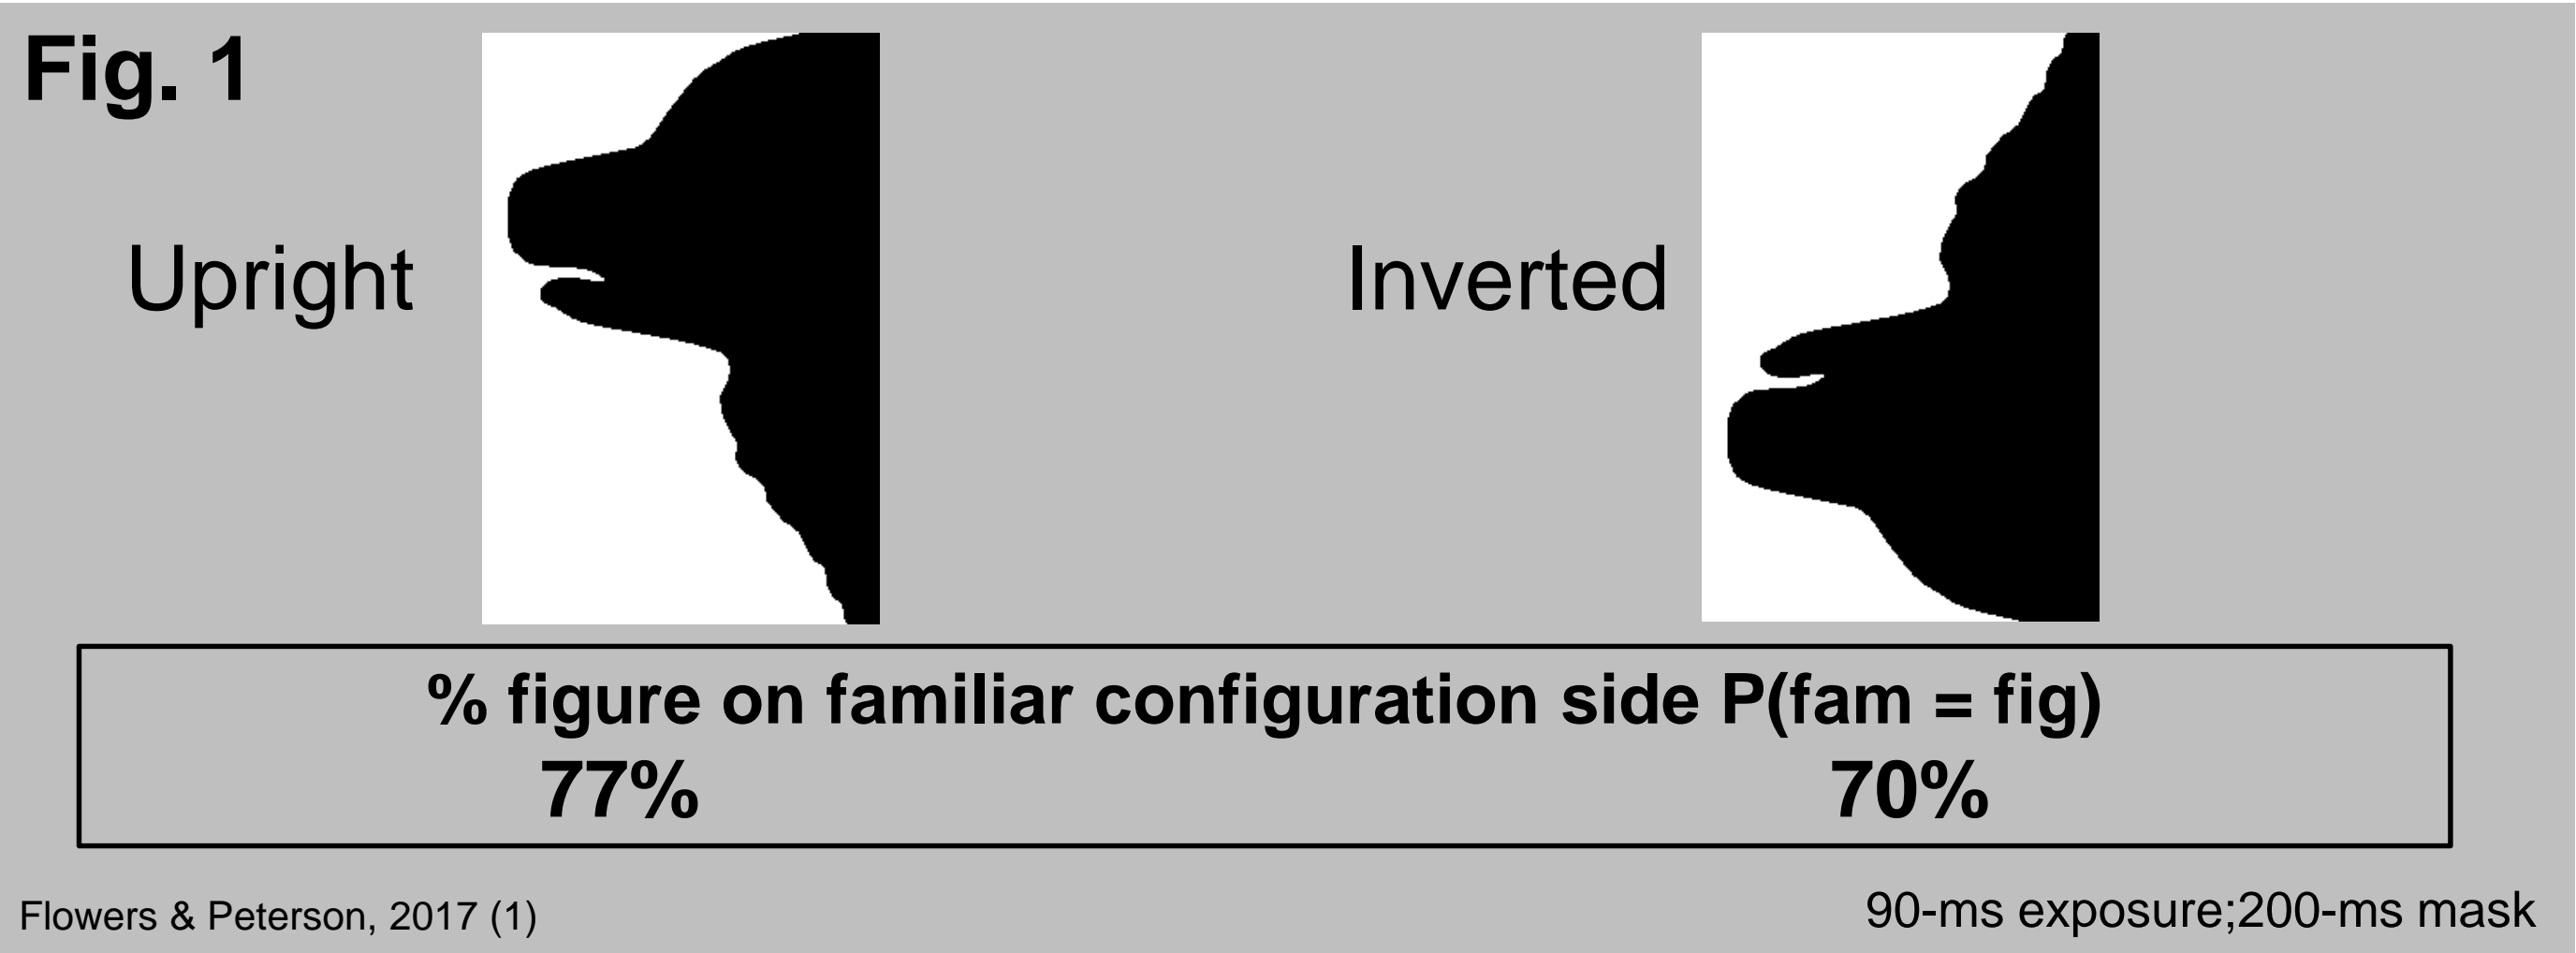 Fig. 1
Upright
Inverted
% figure on familiar configuration side P(fam = fig)
77%
70%
Flowers & Peterson, 2017 (1)
90-ms exposure;200-ms mask